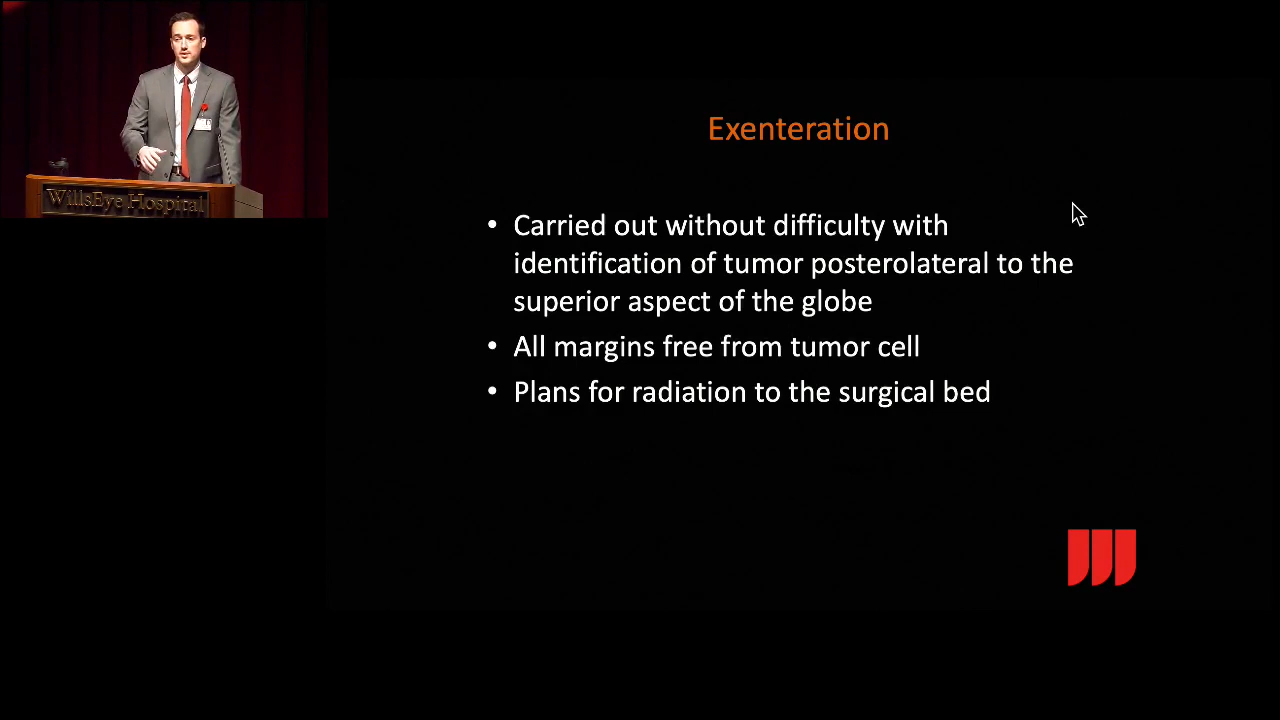 WillsEye Hospital
Exenteration
• Carried out without difficulty with
identification of tumor posterolateral to the
superior aspect of the globe
• All margins free from tumor cell
• Plans for radiation to the surgical bed